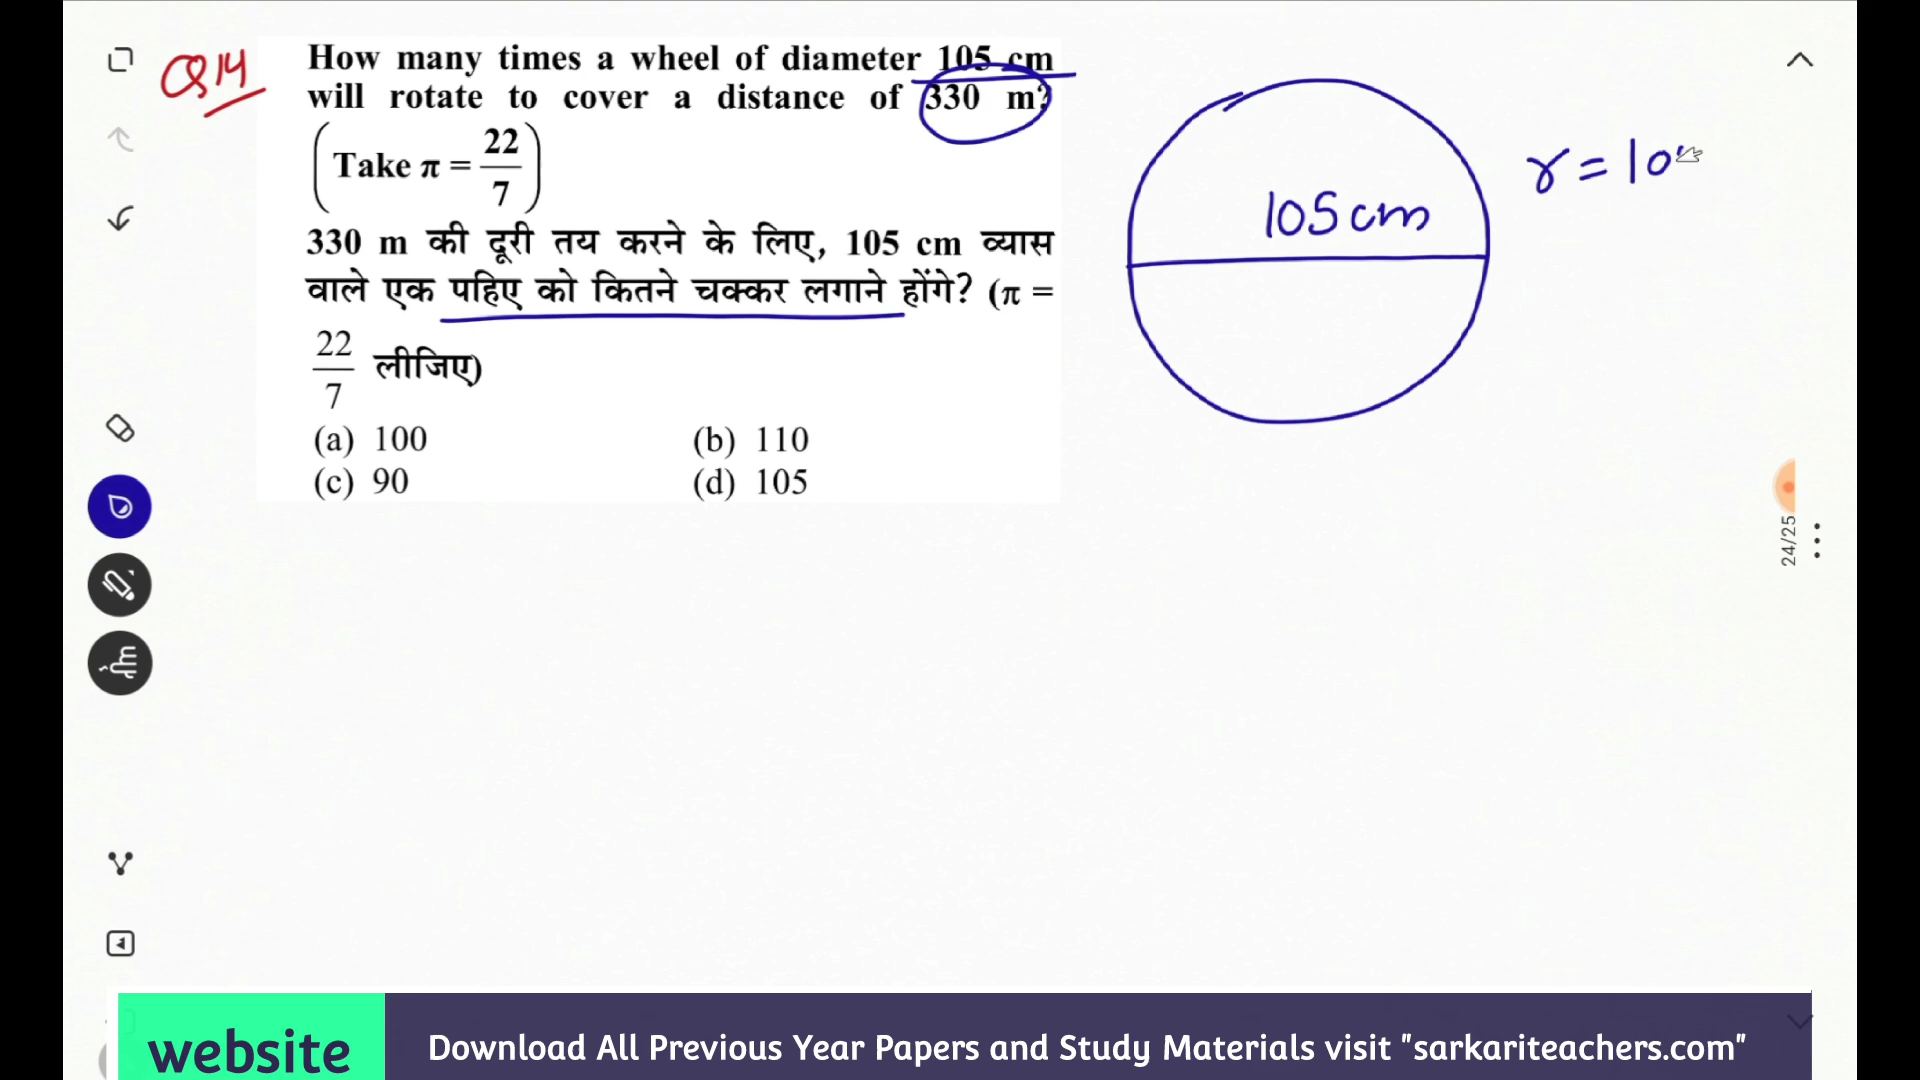 Q14
How many times a wheel of diameter 105 cm
will rotate to cover a distance of 330 m?
(Take π = 22/7)
330 m की दूरी तय करने के लिए, 105 cm व्यास
वाले एक पहिए को कितने चक्कर लगाने होंगे? (π =
22/7 लीजिए)
(a) 100 (b) 110
(c) 90 (d) 105
105 cm
r = 10
24/25
website
Download All Previous Year Papers and Study Materials visit "sarkariteachers.com"